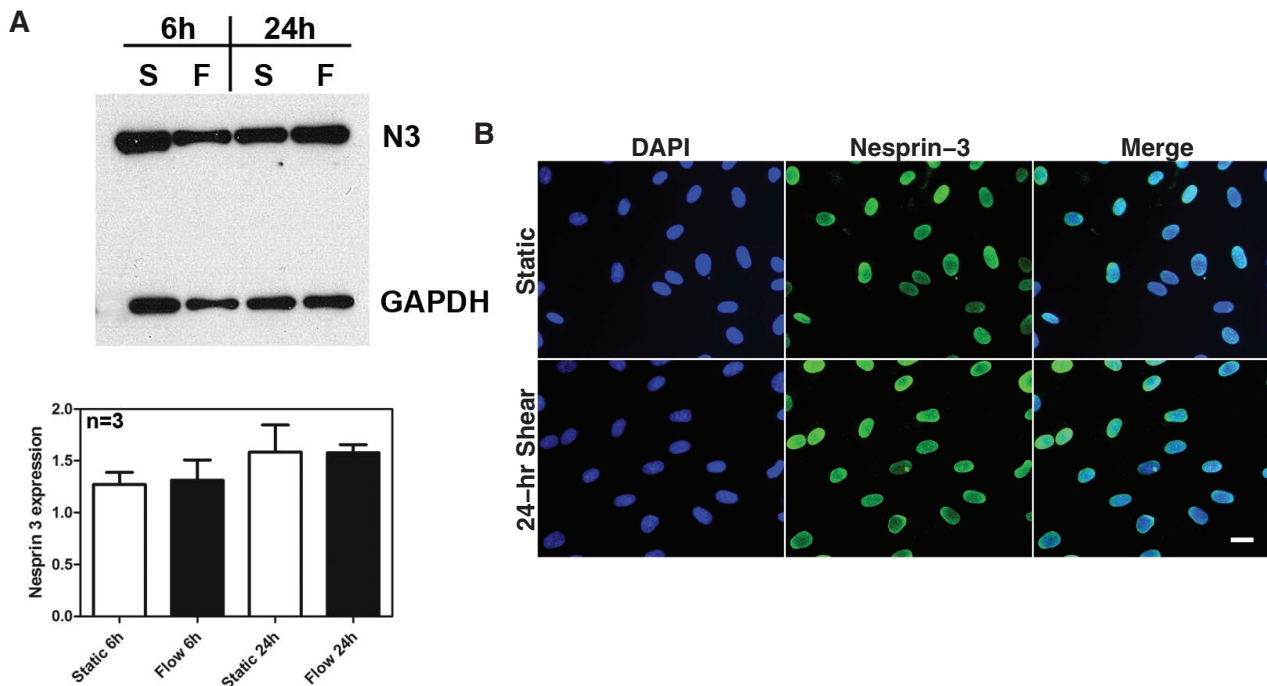 A
6h 24h
S F S F
N3
GAPDH
2.0
1.5
1.0
0.5
0.0
n=3
Nesprin 3 expression
Static 6h
Flow 6h
Static 24h
Flow 24h
B
DAPI Nesprin–3 Merge
Static
24–hr Shear